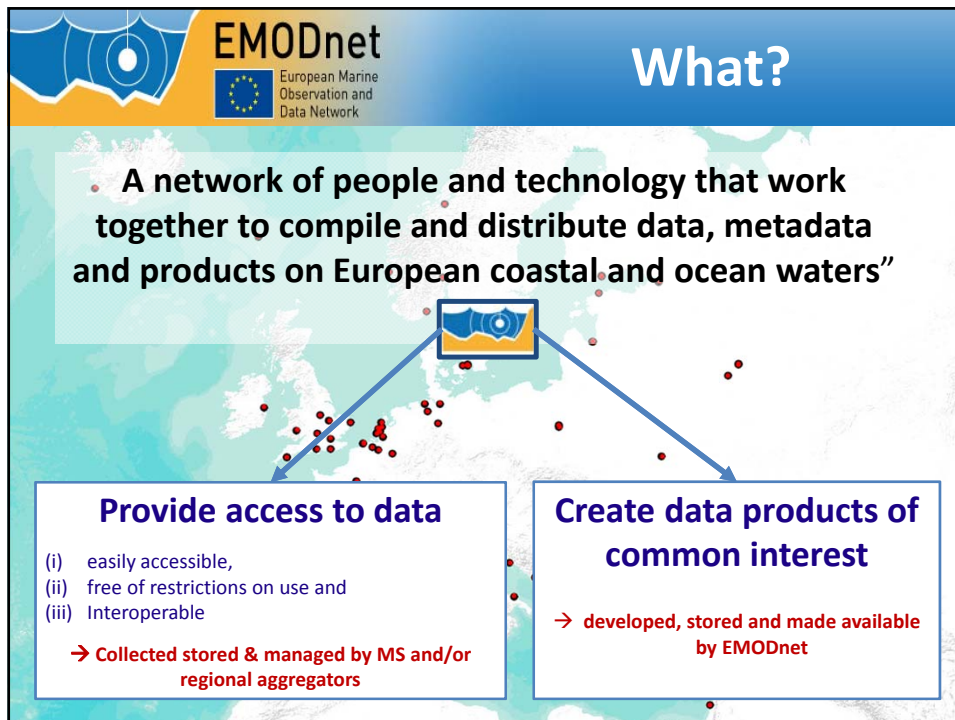 EMODnet
European Marine
Observation and
Data Network
What?
A network of people and technology that work
together to compile and distribute data, metadata
and products on European coastal and ocean waters”
Provide access to data
(i) easily accessible,
(ii) free of restrictions on use and
(iii) Interoperable
→ Collected stored & managed by MS and/or
regional aggregators
Create data products of
common interest
→ developed, stored and made available
by EMODnet